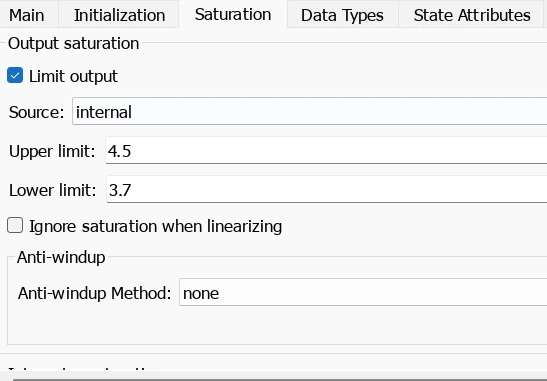 Main Initialization Saturation Data Types State Attributes
Output saturation
Limit output
Source: internal
Upper limit: 4.5
Lower limit: 3.7
Ignore saturation when linearizing
Anti-windup
Anti-windup Method: none